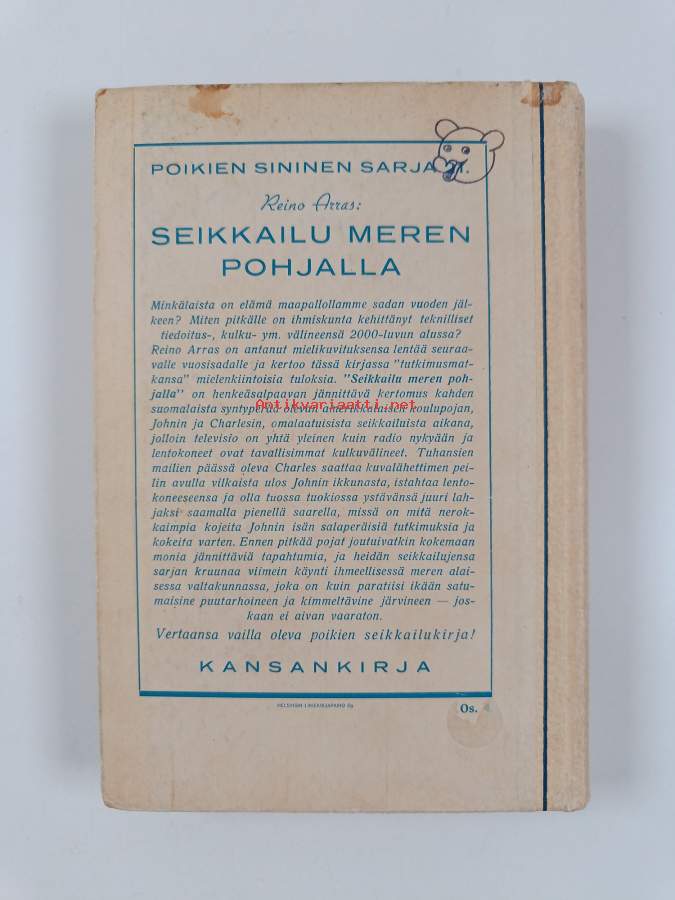 POIKIEN SININEN SARJA 21.
Reino Arras:
SEIKKAILU MEREN
POHJALLA
Minkälaista on elämä maapallollamme sadan vuoden jäl-
keen? Miten pitkälle on ihmiskunta kehittänyt teknilliset
tiedoitus-, kulku- ym. välineensä 2000-luvun alussa?
Reino Arras on antanut mielikuvituksensa lentää seuraa-
valle vuosisadalle ja kertoo tässä kirjassa "tutkimusmat-
kansa" mielenkiintoisia tuloksia. "Seikkailu meren poh-
jalla" on henkeäsalpaavan jännittävä kertomus kahden
Antikvariaatti.net
suomalaista syntyperää olevan amerikkalaisen koulupojan,
Johnin ja Charlesin, omalaatuisista seikkailuista aikana,
jolloin televisio on yhtä yleinen kuin radio nykyään ja
lentokoneet ovat tavallisimmat kulkuvälineet. Tuhansien
mailien päässä oleva Charles saattaa kuvalähettimen pei-
lin avulla vilkaista ulos Johnin ikkunasta, istahtaa lento-
koneeseensa ja olla tuossa tuokiossa ystävänsä juuri lah-
jaksi saamalla pienellä saarella, missä on mitä nerok-
kaimpia kojeita Johnin isän salaperäisiä tutkimuksia ja
kokeita varten. Ennen pitkää pojat joutuivatkin kokemaan
monia jännittäviä tapahtumia, ja heidän seikkailujensa
sarjan kruunaa viimein käynti ihmeellisessä meren alai-
sessa valtakunnassa, joka on kuin paratiisi ikään satu-
maisine puutarhoineen ja kimmeltävine järvineen — jos-
kaan ei aivan vaaraton.
Vertaansa vailla oleva poikien seikkailukirja!
KANSANKIRJA
HELSINGIN LIIKEKIRJAPAINO Oy
Os.